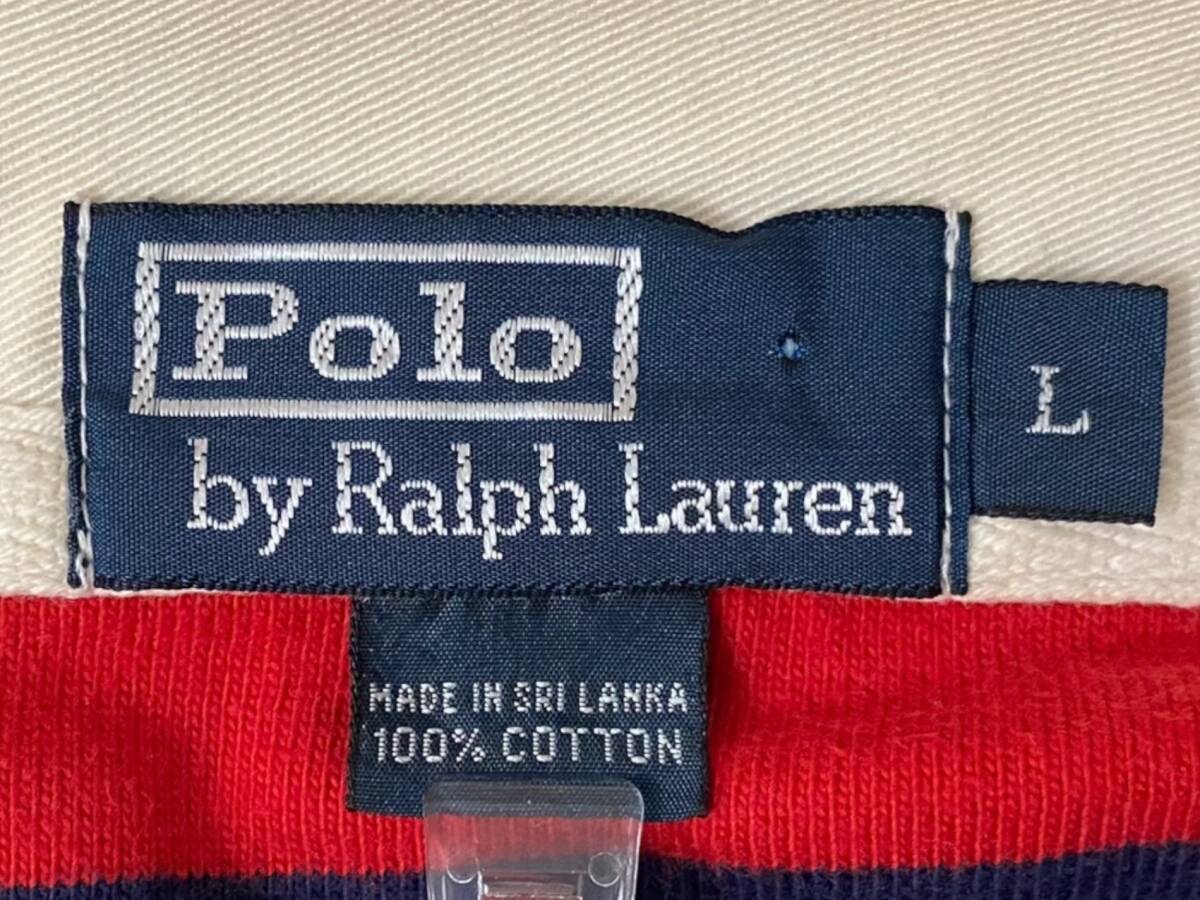 Polo
by Ralph Lauren
L
MADE IN SRI LANKA
100% COTTON